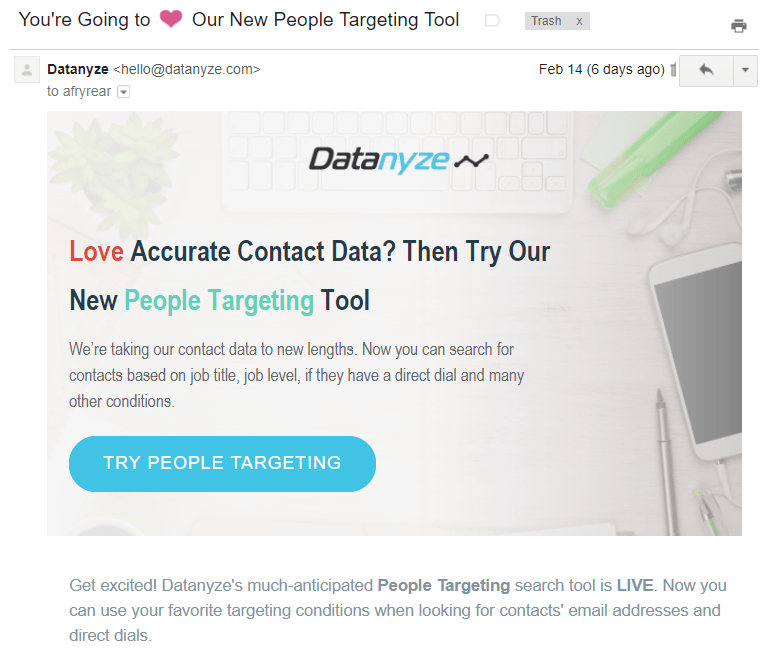 You're Going to ❤ Our New People Targeting Tool
Trash x
Datanyze <hello@datanyze.com>
Feb 14 (6 days ago)
to afryrear
Datanyze
Love Accurate Contact Data? Then Try Our
New People Targeting Tool
We’re taking our contact data to new lengths. Now you can search for
contacts based on job title, job level, if they have a direct dial and many
other conditions.
TRY PEOPLE TARGETING
Get excited! Datanyze's much-anticipated People Targeting search tool is LIVE. Now you
can use your favorite targeting conditions when looking for contacts' email addresses and
direct dials.